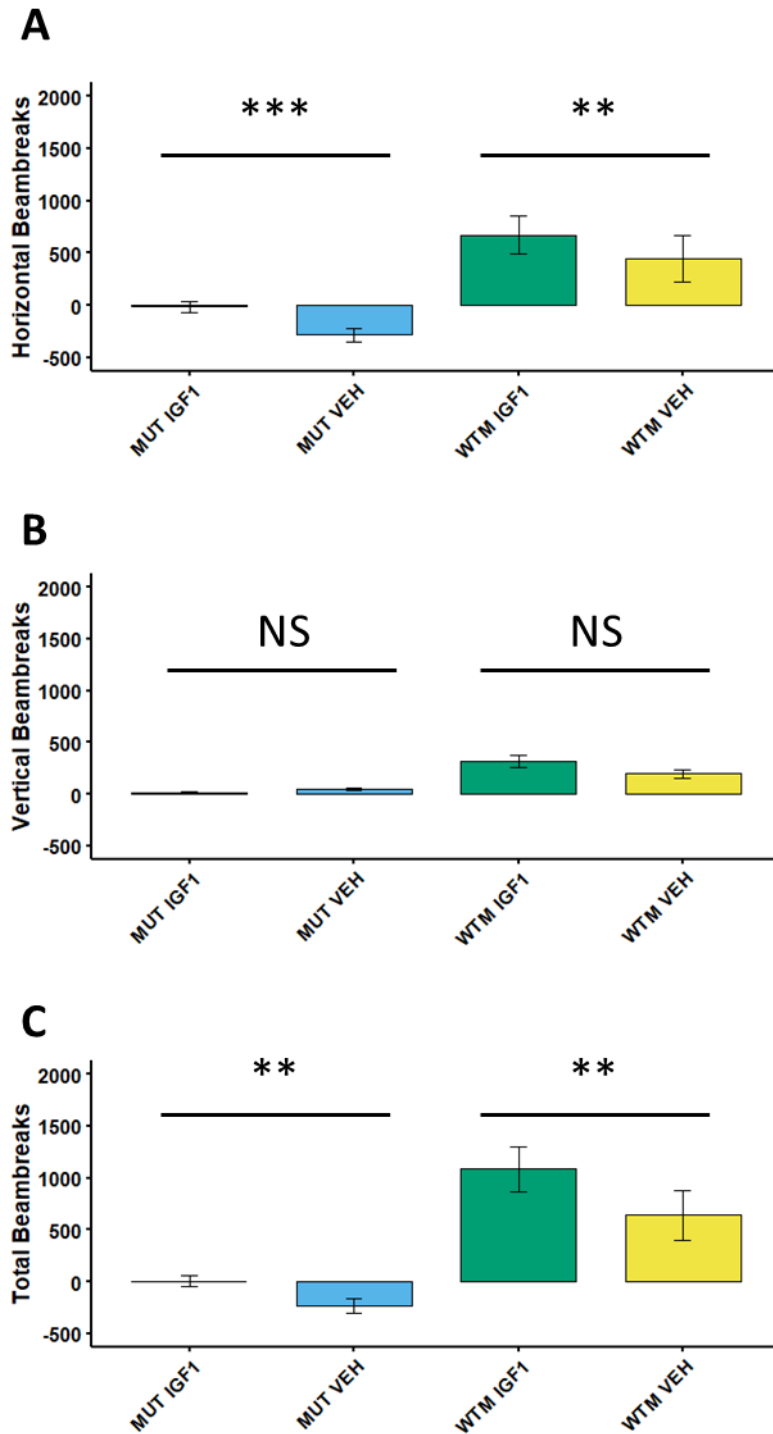 A
Horizontal Beambreaks
2000
1500
1000
500
0
-500
*** **
MUT IGF1 MUT VEH WTM IGF1 WTM VEH
B
Vertical Beambreaks
2000
1500
1000
500
0
-500
NS NS
MUT IGF1 MUT VEH WTM IGF1 WTM VEH
C
Total Beambreaks
2000
1500
1000
500
0
-500
** **
MUT IGF1 MUT VEH WTM IGF1 WTM VEH